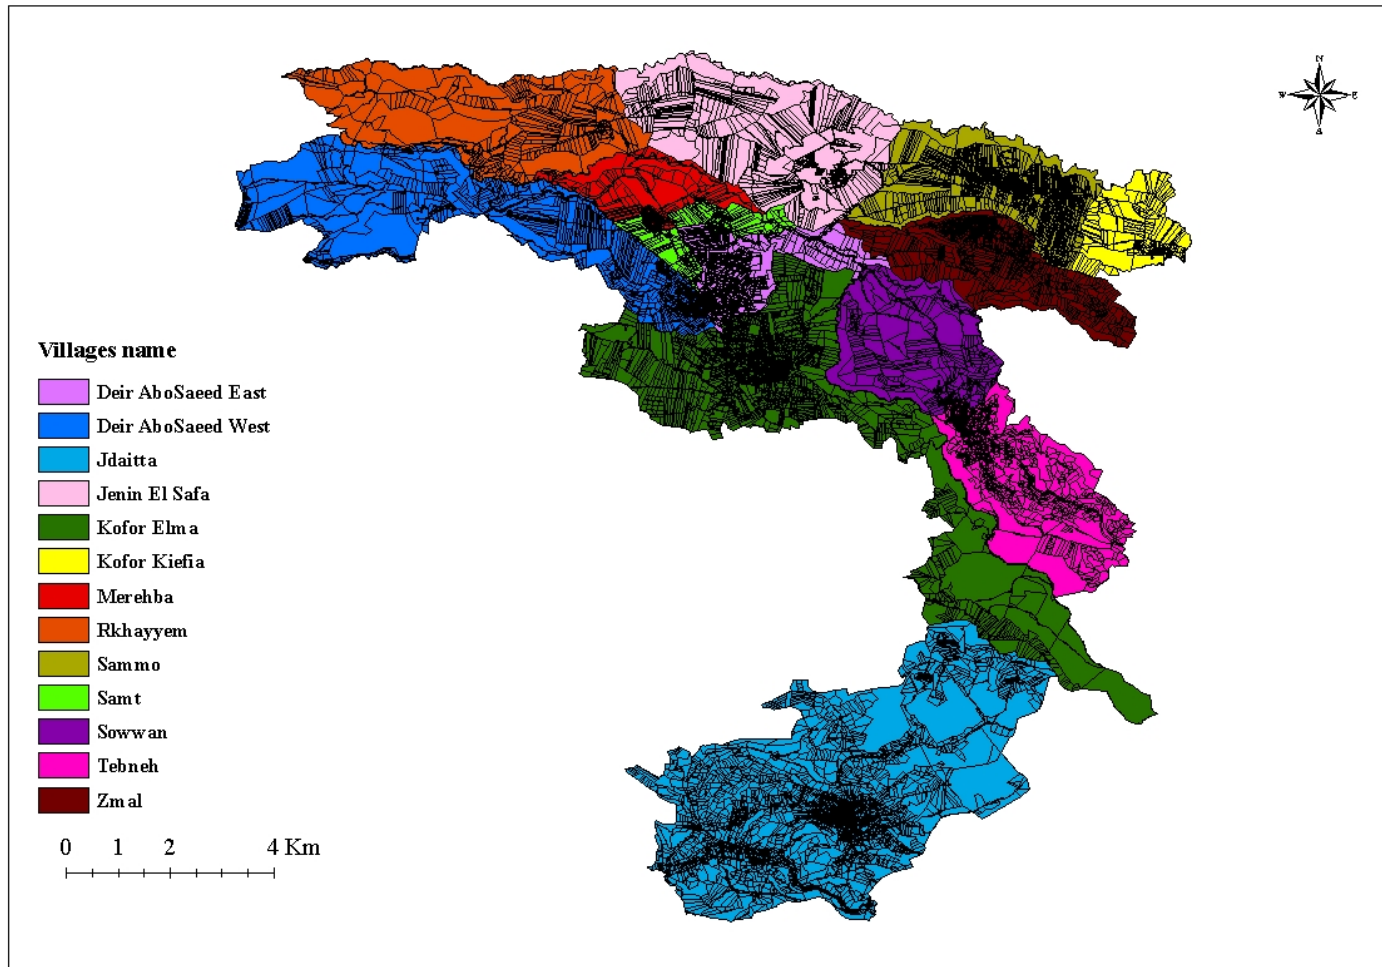 N
W
E
S
Villages name
Deir AboSaeed East
Deir AboSaeed West
Jdaitta
Jenin El Safa
Kofor Elma
Kofor Kiefia
Merehba
Rkhayyem
Sammo
Samt
Sowwan
Tebneh
Zmal
0 1 2 4 Km